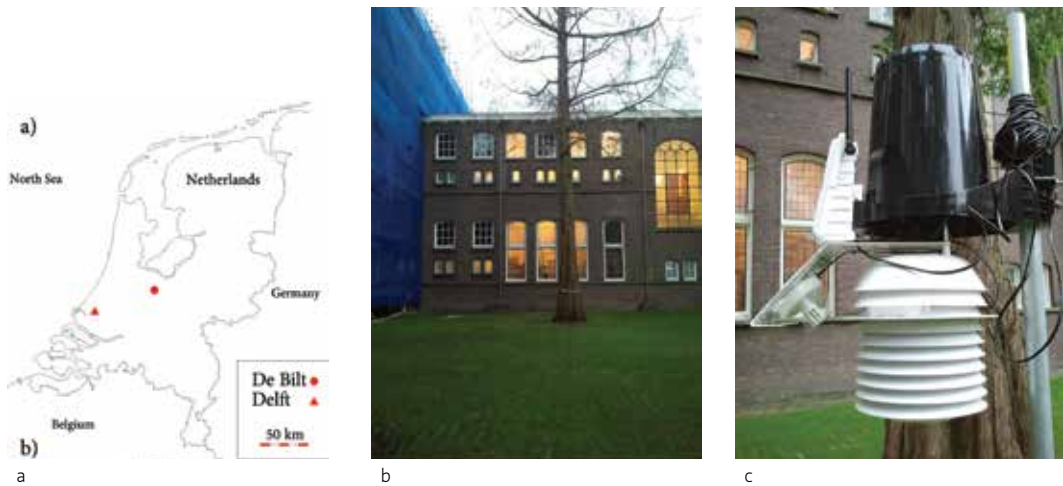 a)
North Sea
Netherlands
Germany
De Bilt
Delft
50 km
Belgium
b)
a
b
c